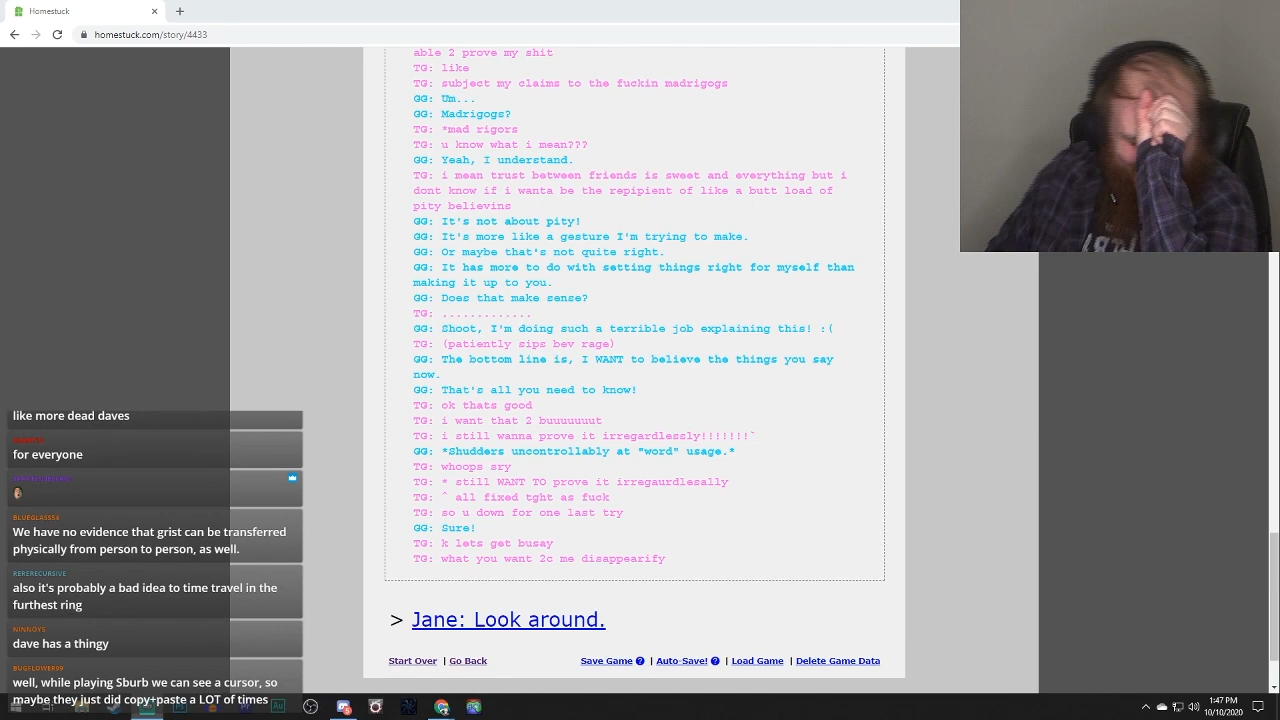 Homestuck
homestuck.com/story/4433
able 2 prove my shit
TG: like
TG: subject my claims to the fuckin madrigogs
GG: Um...
GG: Madrigogs?
TG: *mad rigors
TG: u know what i mean???
GG: Yeah, I understand.
TG: i mean trust between friends is sweet and everything but i
dont know if i wanta be the repipient of like a butt load of
pity believins
GG: It's not about pity!
GG: It's more like a gesture I'm trying to make.
GG: Or maybe that's not quite right.
GG: It has more to do with setting things right for myself than
making it up to you.
GG: Does that make sense?
TG: .............
GG: Shoot, I'm doing such a terrible job explaining this! :(
TG: (patiently sips bev rage)
GG: The bottom line is, I WANT to believe the things you say
now.
GG: That's all you need to know!
TG: ok thats good
TG: i want that 2 buuuuuuut
TG: i still wanna prove it irregardlessly!!!!!!!`
GG: *Shudders uncontrollably at "word" usage.*
TG: whoops sry
TG: * still WANT TO prove it irregaurdlesally
TG: ^ all fixed tght as fuck
TG: so u down for one last try
GG: Sure!
TG: k lets get busay
TG: what you want 2c me disappearify
> Jane: Look around.
Start Over | Go Back
Save Game ? | Auto-Save! ? | Load Game | Delete Game Data
like more dead daves
for everyone
BLUEGLASS56
We have no evidence that grist can be transferred
physically from person to person, as well.
RERERECURSIVE
also it's probably a bad idea to time travel in the
furthest ring
NINNOYS
dave has a thingy
BUGFLOWER99
well, while playing Sburb we can see a cursor, so
maybe they just did copy+paste a LOT of times
1:47 PM
10/10/2020